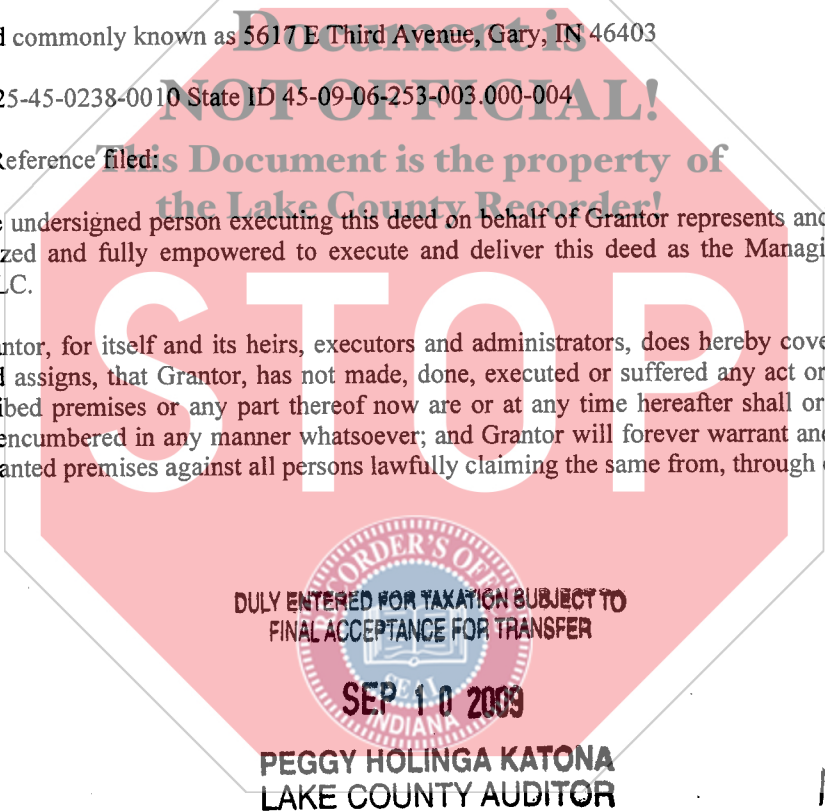 Document is
d commonly known as 5617 E Third Avenue, Gary, IN 46403
NOT OFFICIAL!
25-45-0238-0010 State ID 45-09-06-253-003.000-004
This Document is the property of
Reference filed:
the Lake County Recorder!
e undersigned person executing this deed on behalf of Grantor represents and
zed and fully empowered to execute and deliver this deed as the Managi
LC.
STOP
antor, for itself and its heirs, executors and administrators, does hereby cove
d assigns, that Grantor, has not made, done, executed or suffered any act or
ibed premises or any part thereof now are or at any time hereafter shall or
encumbered in any manner whatsoever; and Grantor will forever warrant and
anted premises against all persons lawfully claiming the same from, through
RECORDER'S OFFICE
DULY ENTERED FOR TAXATION SUBJECT TO
FINAL ACCEPTANCE FOR TRANSFER
SEAL
SEP 10 2009
INDIANA
PEGGY HOLINGA KATONA
LAKE COUNTY AUDITOR